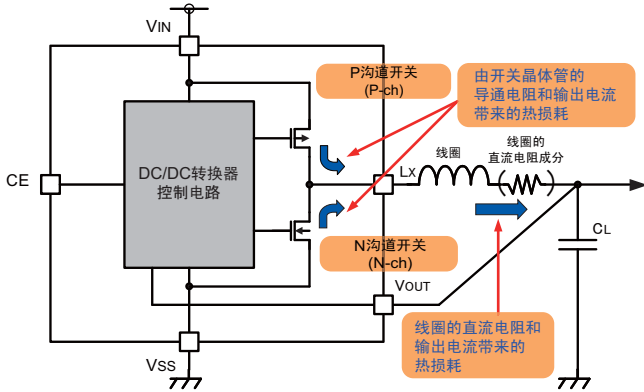 VIN
P沟道开关
(P-ch)
由开关晶体管的
导通电阻和输出电流
带来的热损耗
DC/DC转换器
控制电路
CE
LX
线圈
线圈的
直流电阻成分
N沟道开关
(N-ch)
CL
VOUT
线圈的直流电阻和
输出电流带来的
热损耗
VSS